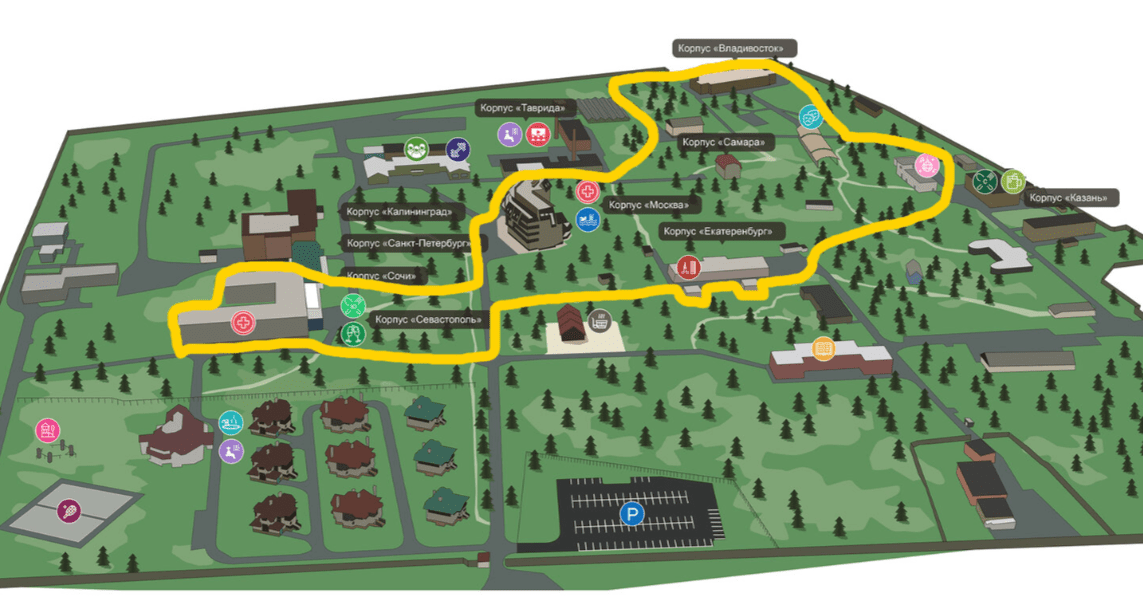 Корпус «Владивосток»
Корпус «Таврида»
Корпус «Самара»
Корпус «Казань»
Корпус «Москва»
Корпус «Калининград»
Корпус «Екатеренбург»
Корпус «Санкт-Петербург»
Корпус «Сочи»
Корпус «Севастополь»
P